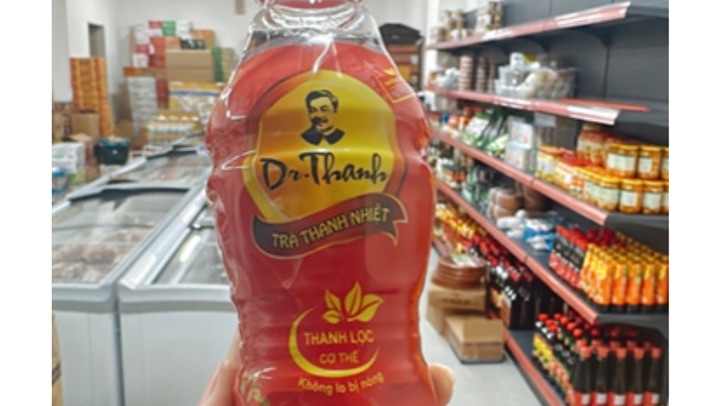 Dr.Thanh
TRÀ THANH NHIỆT
THANH LỌC
CƠ THỂ
Không lo bị nóng